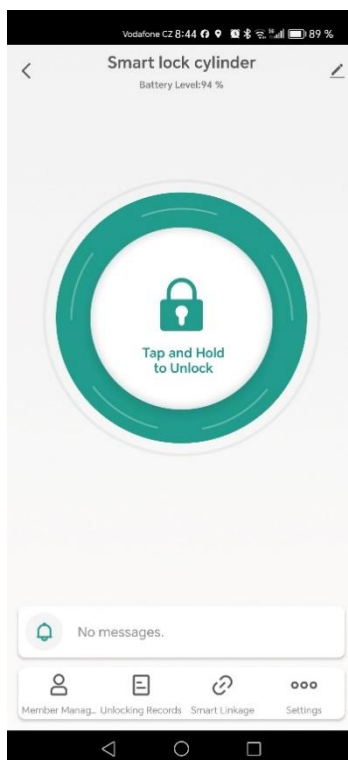 Vodafone CZ 8:44 89 %
Smart lock cylinder
Battery Level:94 %
Tap and Hold
to Unlock
No messages.
Member Manag... Unlocking Records Smart Linkage Settings